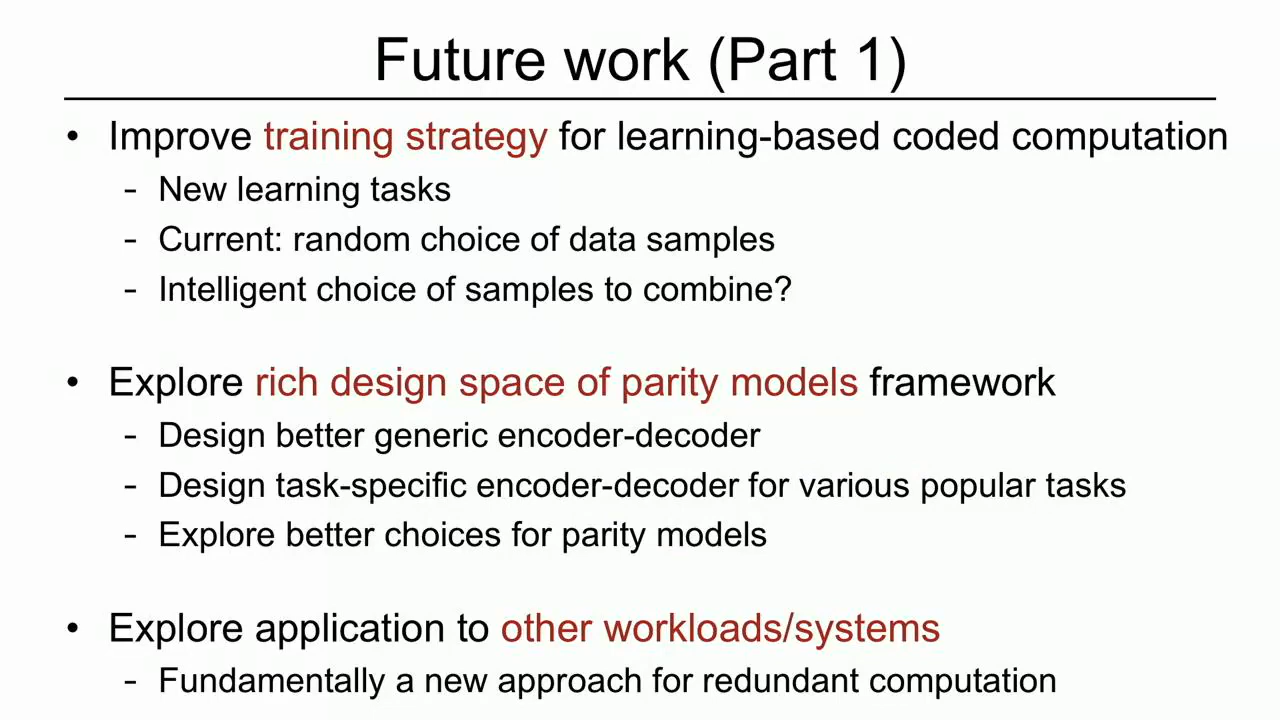 Future work (Part 1)
• Improve training strategy for learning-based coded computation
- New learning tasks
- Current: random choice of data samples
- Intelligent choice of samples to combine?
• Explore rich design space of parity models framework
- Design better generic encoder-decoder
- Design task-specific encoder-decoder for various popular tasks
- Explore better choices for parity models
• Explore application to other workloads/systems
- Fundamentally a new approach for redundant computation